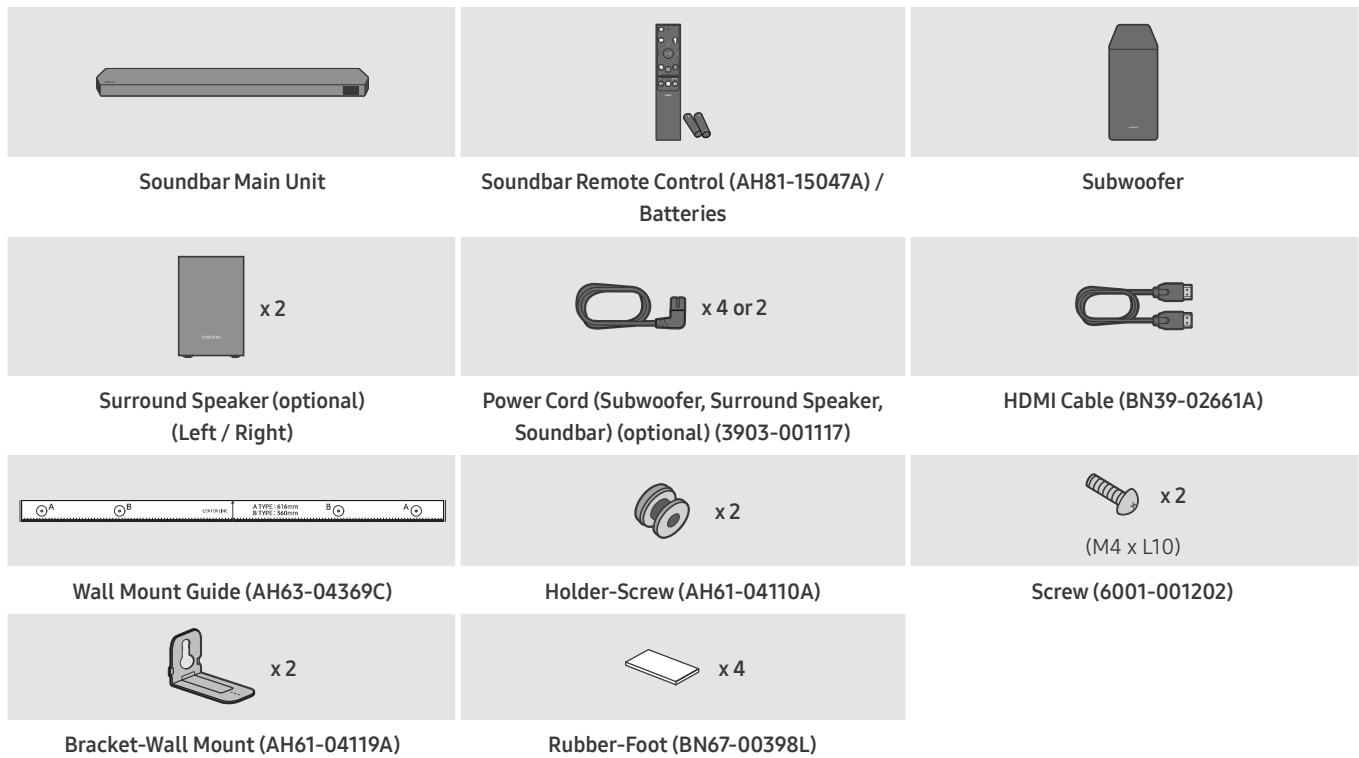 Soundbar Main Unit
Soundbar Remote Control (AH81-15047A) /
Batteries
Subwoofer
x 2
Surround Speaker (optional)
(Left / Right)
x 4 or 2
Power Cord (Subwoofer, Surround Speaker,
Soundbar) (optional) (3903-001117)
HDMI Cable (BN39-02661A)
A
B
CENTER LINE
A TYPE : 616mm
B TYPE : 360mm
B
A
Wall Mount Guide (AH63-04369C)
x 2
Holder-Screw (AH61-04110A)
x 2
(M4 x L10)
Screw (6001-001202)
x 2
Bracket-Wall Mount (AH61-04119A)
x 4
Rubber-Foot (BN67-00398L)